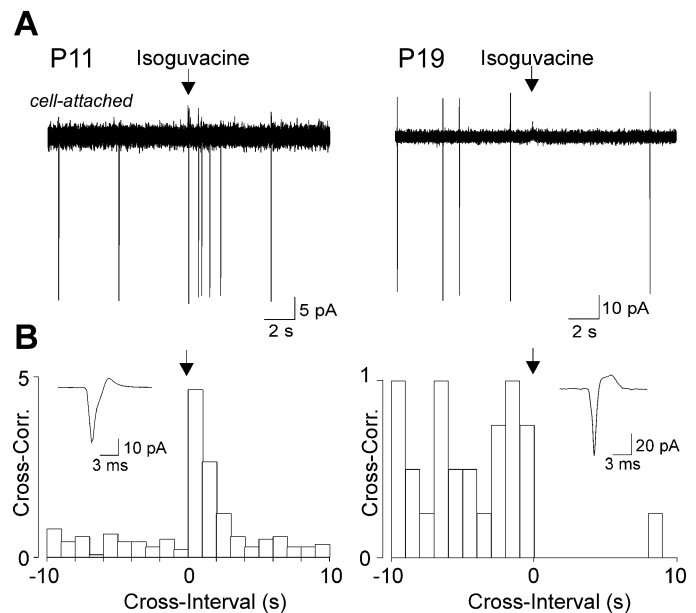 A
P11 Isoguvacine
P19 Isoguvacine
cell-attached
5 pA
2 s
10 pA
2 s
B
5
Cross-Corr.
0
10 pA
3 ms
-10 0 10
Cross-Interval (s)
1
Cross-Corr.
0
20 pA
3 ms
-10 0 10
Cross-Interval (s)